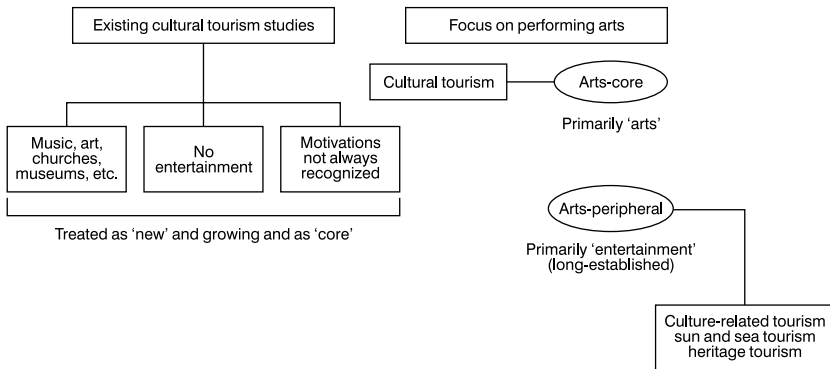 Existing cultural tourism studies
Music, art,
churches,
museums, etc.
No
entertainment
Motivations
not always
recognized
Treated as ‘new’ and growing and as ‘core’
Focus on performing arts
Cultural tourism
Arts-core
Primarily ‘arts’
Arts-peripheral
Primarily ‘entertainment’
(long-established)
Culture-related tourism
sun and sea tourism
heritage tourism